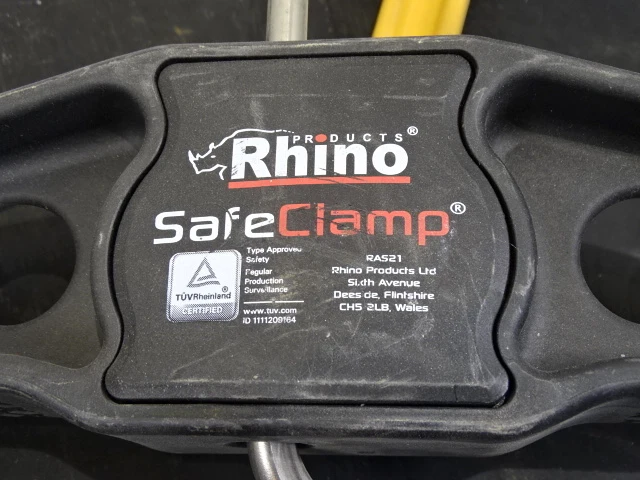 PRODUCTS®
Rhino
SafeClamp®
Type Approved
Safety
Regular
Production
Surveillance
TÜVRheinland®
CERTIFIED
www.tuv.com
ID 1111209164
RAS21
Rhino Products Ltd
Sixth Avenue
Deeside, Flintshire
CH5 2LB, Wales